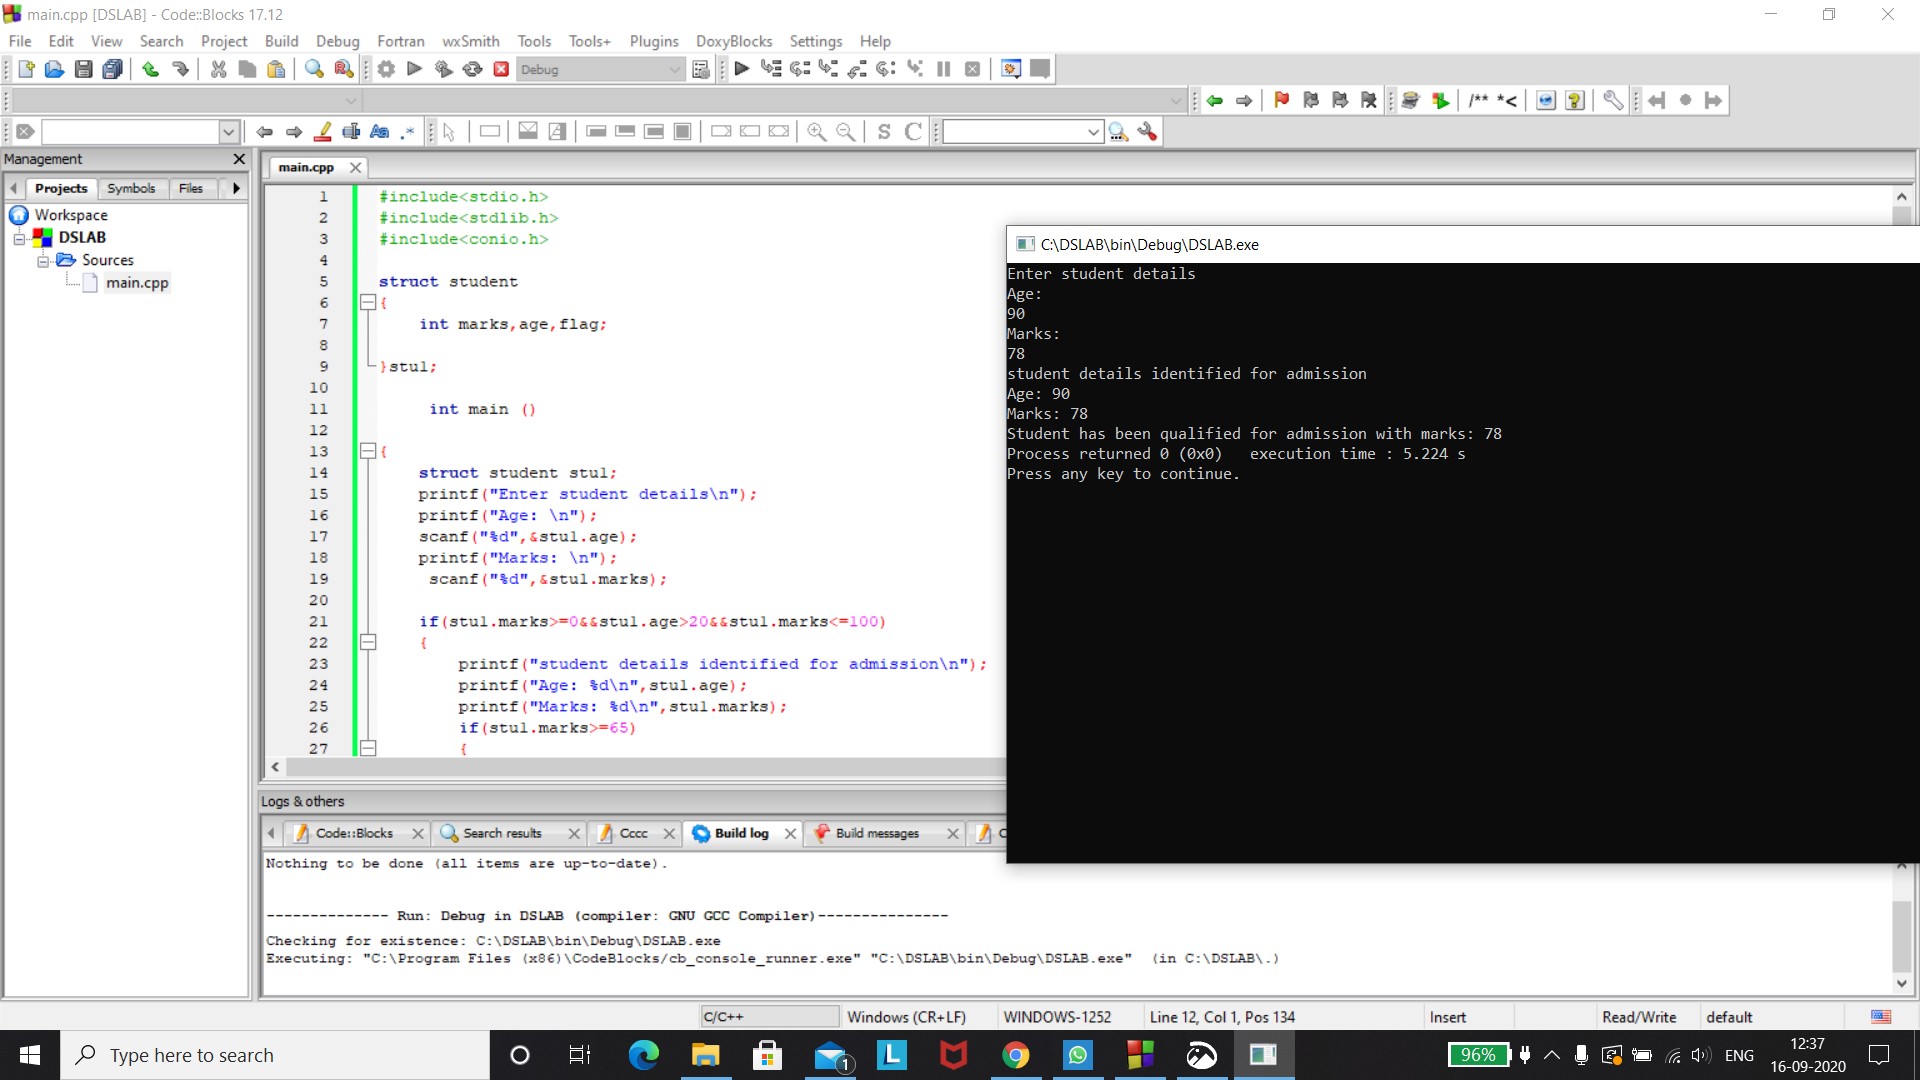 main.cpp [DSLAB] - Code::Blocks 17.12
File Edit View Search Project Build Debug Fortran wxSmith Tools Tools+ Plugins DoxyBlocks Settings Help
Debug
/** *<
S C
Management
Projects Symbols Files
Workspace
DSLAB
Sources
main.cpp
main.cpp
1 #include<stdio.h>
2 #include<stdlib.h>
3 #include<conio.h>
4
5 struct student
6 {
7 int marks,age,flag;
8
9 }stu1;
10
11 int main ()
12
13 {
14 struct student stu1;
15 printf("Enter student details\n");
16 printf("Age: \n");
17 scanf("%d",&stu1.age);
18 printf("Marks: \n");
19 scanf("%d",&stu1.marks);
20
21 if(stu1.marks>=0&&stu1.age>20&&stu1.marks<=100)
22 {
23 printf("student details identified for admission\n");
24 printf("Age: %d\n",stu1.age);
25 printf("Marks: %d\n",stu1.marks);
26 if(stu1.marks>=65)
27 {
C:\DSLAB\bin\Debug\DSLAB.exe
Enter student details
Age:
90
Marks:
78
student details identified for admission
Age: 90
Marks: 78
Student has been qualified for admission with marks: 78
Process returned 0 (0x0)   execution time : 5.224 s
Press any key to continue.
Logs & others
Code::Blocks Search results Cccc Build log Build messages C
Nothing to be done (all items are up-to-date).
-------------- Run: Debug in DSLAB (compiler: GNU GCC Compiler)---------------
Checking for existence: C:\DSLAB\bin\Debug\DSLAB.exe
Executing: "C:\Program Files (x86)\CodeBlocks/cb_console_runner.exe" "C:\DSLAB\bin\Debug\DSLAB.exe"  (in C:\DSLAB\.)
C/C++ Windows (CR+LF) WINDOWS-1252 Line 12, Col 1, Pos 134 Insert Read/Write default
Type here to search
1
L
96%
ENG
12:37
16-09-2020